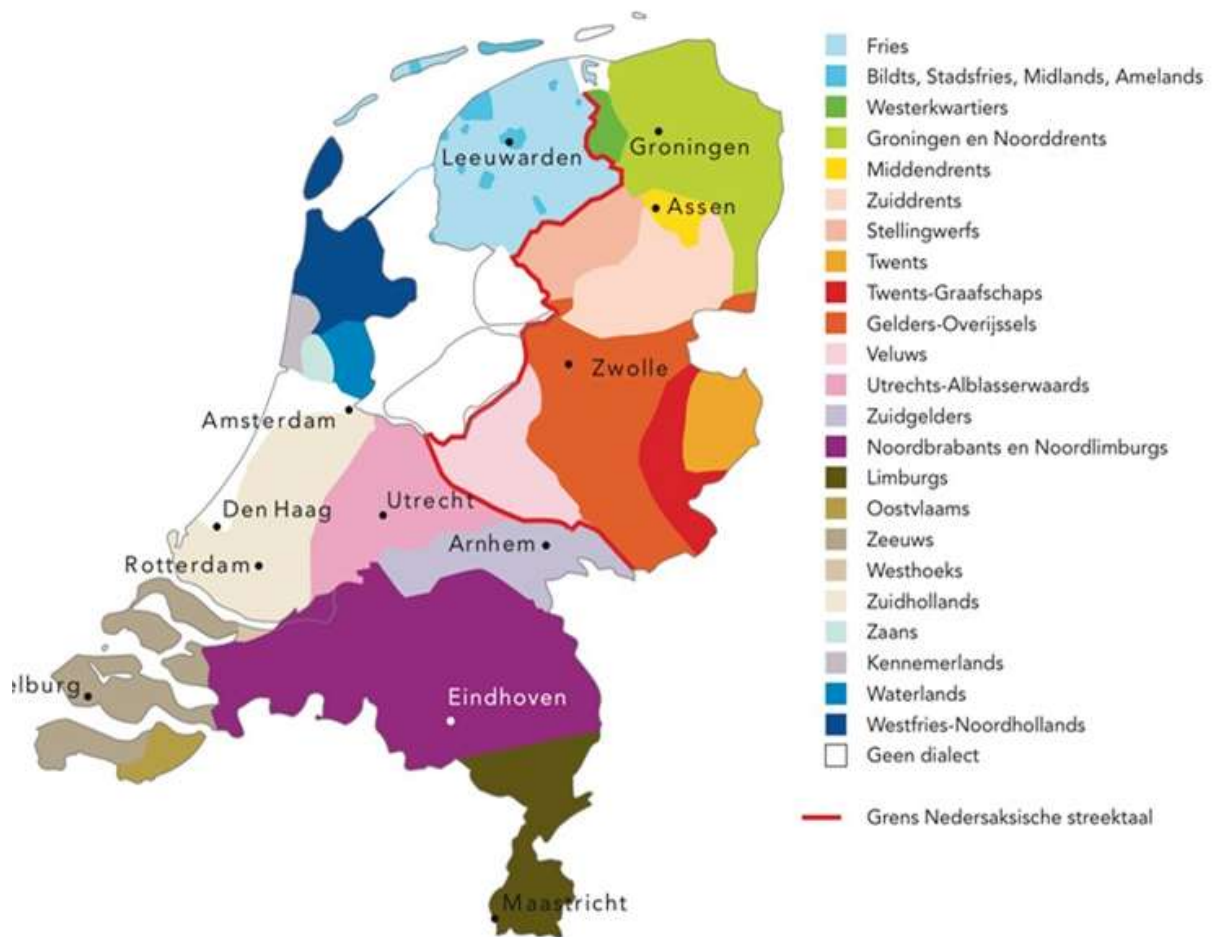 Leeuwarden
Groningen
Assen
Zwolle
Amsterdam
Den Haag
Utrecht
Arnhem
Rotterdam
elburg
Eindhoven
Maastricht
Fries
Bildts, Stadsfries, Midlands, Amelands
Westerkwartiers
Groningen en Noorddrents
Middendrents
Zuiddrents
Stellingwerfs
Twents
Twents-Graafschaps
Gelders-Overijssels
Veluws
Utrechts-Alblasserwaards
Zuidgelders
Noordbrabants en Noordlimburgs
Limburgs
Oostvlaams
Zeeuws
Westhoeks
Zuidhollands
Zaans
Kennemerlands
Waterlands
Westfries-Noordhollands
Geen dialect
Grens Nedersaksische streektaal